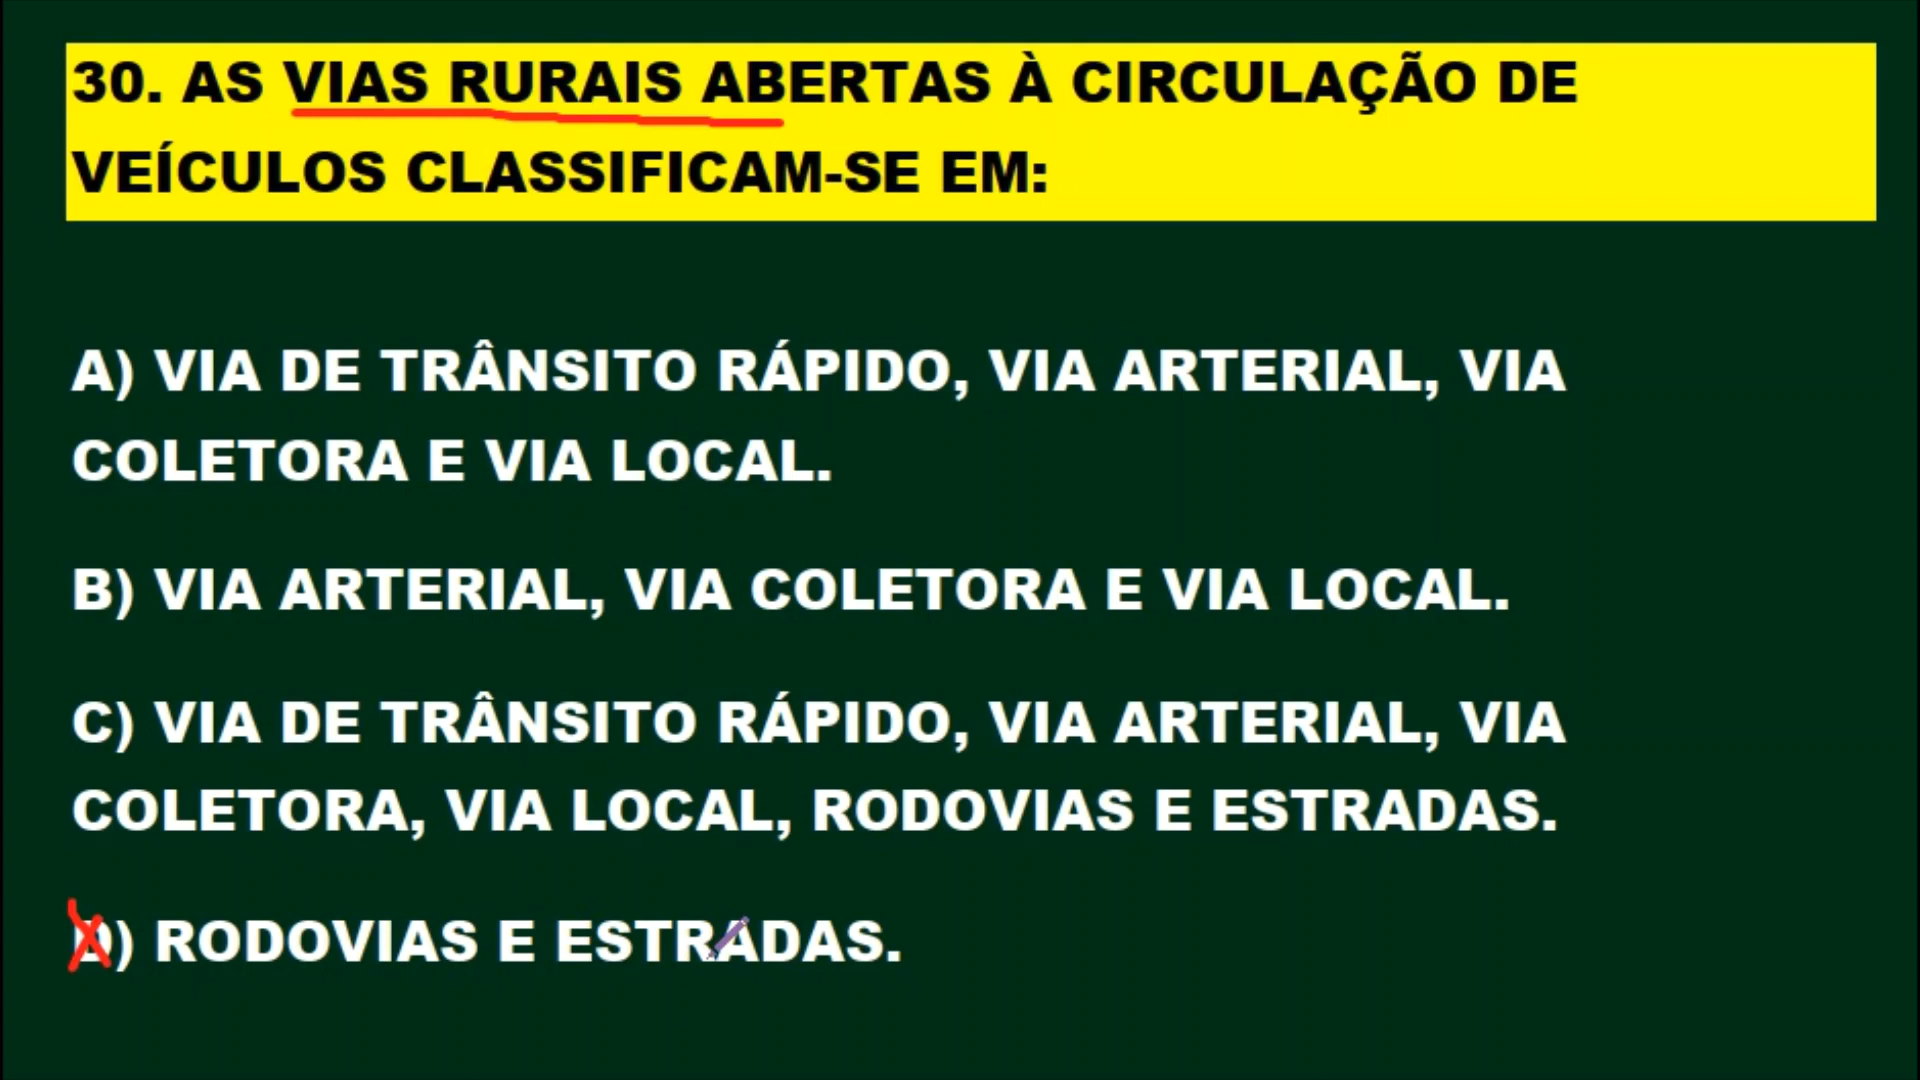 30. AS VIAS RURAIS ABERTAS À CIRCULAÇÃO DE
VEÍCULOS CLASSIFICAM-SE EM:
A) VIA DE TRÂNSITO RÁPIDO, VIA ARTERIAL, VIA
COLETORA E VIA LOCAL.
B) VIA ARTERIAL, VIA COLETORA E VIA LOCAL.
C) VIA DE TRÂNSITO RÁPIDO, VIA ARTERIAL, VIA
COLETORA, VIA LOCAL, RODOVIAS E ESTRADAS.
D) RODOVIAS E ESTRADAS.